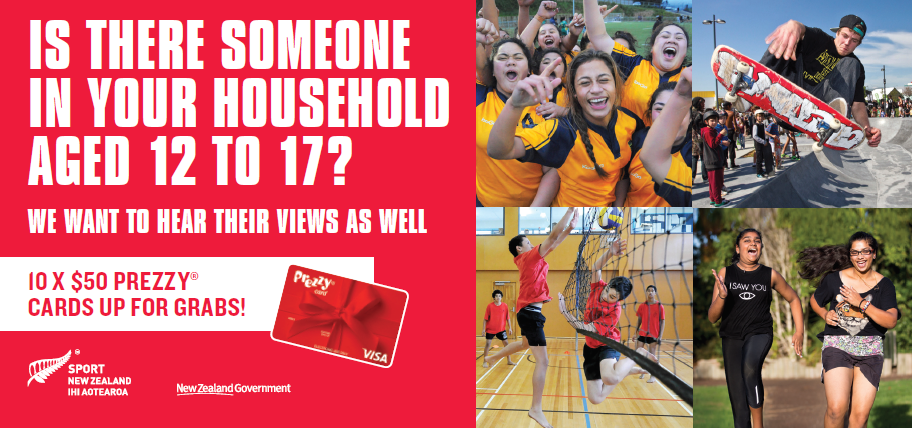 IS THERE SOMEONE
IN YOUR HOUSEHOLD
AGED 12 TO 17?
WE WANT TO HEAR THEIR VIEWS AS WELL
10 X $50 PREZZY®
CARDS UP FOR GRABS!
Prezzy
card
VISA
SPORT
NEW ZEALAND
IHI AOTEAROA
New Zealand Government
I SAW YOU